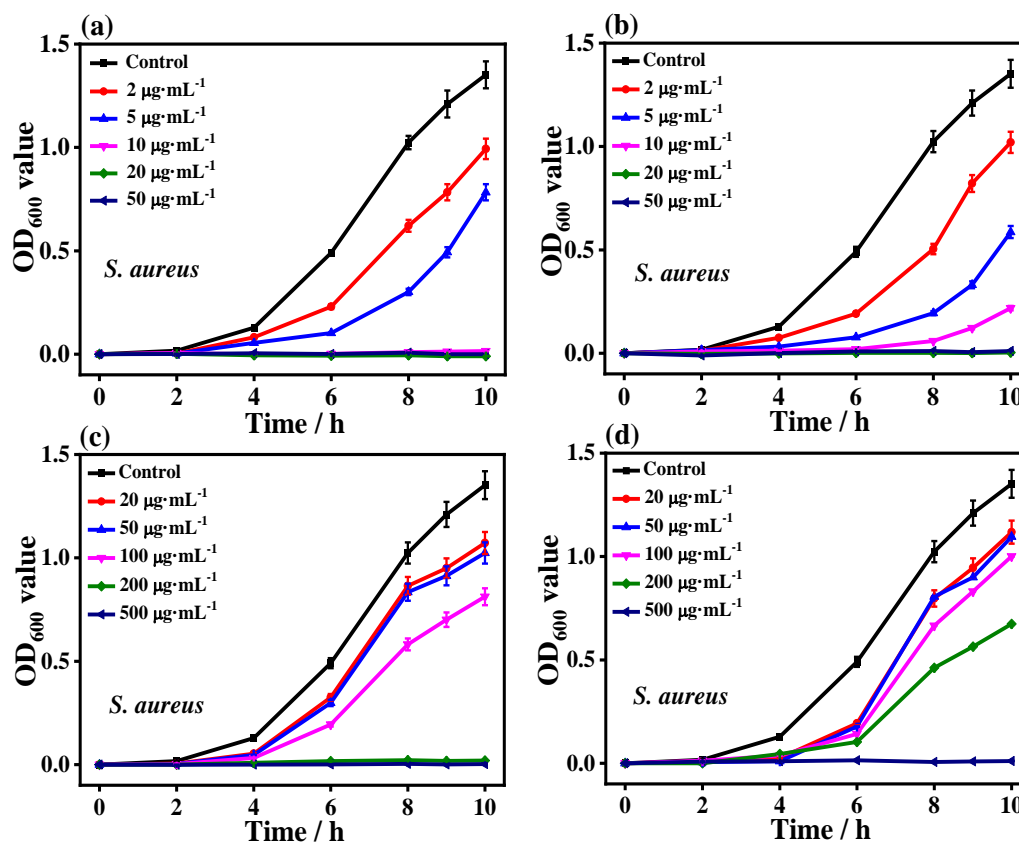 (a)
1.5
1.0
0.5
0.0
OD600 value
Control
2 μg·mL-1
5 μg·mL-1
10 μg·mL-1
20 μg·mL-1
50 μg·mL-1
S. aureus
0 2 4 6 8 10
Time / h
(b)
1.5
1.0
0.5
0.0
OD600 value
Control
2 μg·mL-1
5 μg·mL-1
10 μg·mL-1
20 μg·mL-1
50 μg·mL-1
S. aureus
0 2 4 6 8 10
Time / h
(c)
1.5
1.0
0.5
0.0
OD600 value
Control
20 μg·mL-1
50 μg·mL-1
100 μg·mL-1
200 μg·mL-1
500 μg·mL-1
S. aureus
0 2 4 6 8 10
Time / h
(d)
1.5
1.0
0.5
0.0
OD600 value
Control
20 μg·mL-1
50 μg·mL-1
100 μg·mL-1
200 μg·mL-1
500 μg·mL-1
S. aureus
0 2 4 6 8 10
Time / h